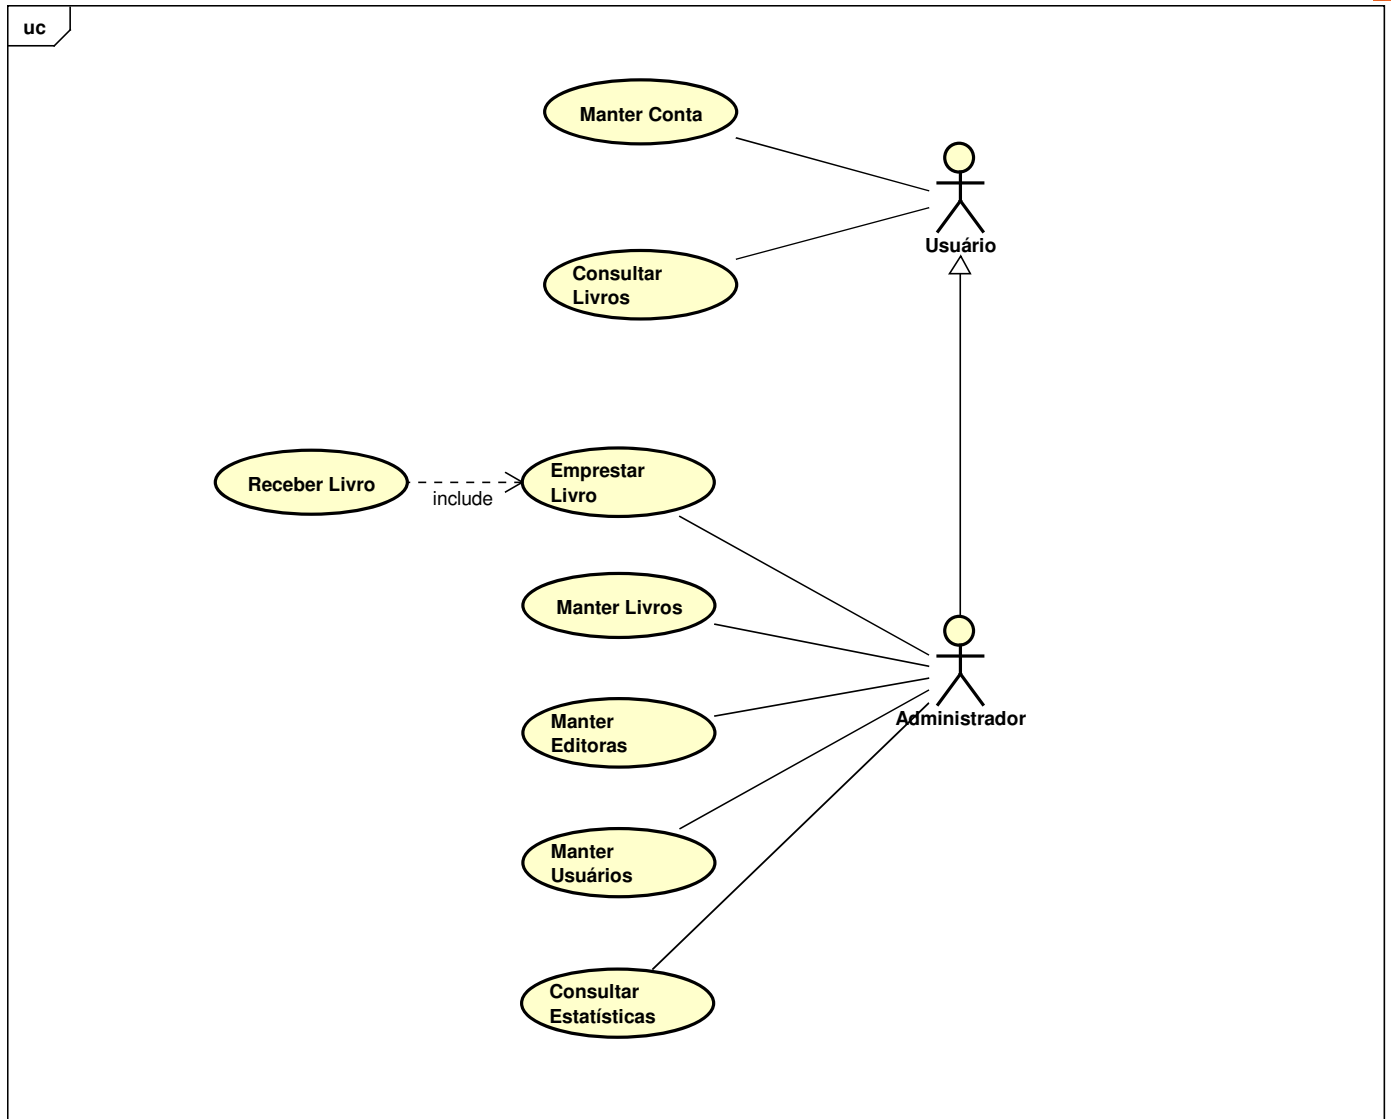 uc
Manter Conta
Usuário
Consultar
Livros
Receber Livro
include
Emprestar
Livro
Manter Livros
Administrador
Manter
Editoras
Manter
Usuários
Consultar
Estatísticas